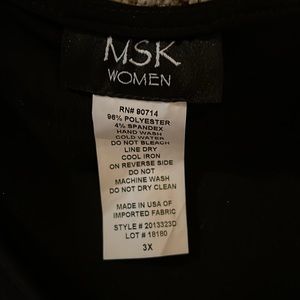 MSK
WOMEN
RN# 90714
96% POLYESTER
4% SPANDEX
HAND WASH
COLD WATER
DO NOT BLEACH
LINE DRY
COOL IRON
ON REVERSE SIDE
DO NOT
MACHINE WASH
DO NOT DRY CLEAN
MADE IN USA OF
IMPORTED FABRIC
STYLE # 2013323D
LOT # 18180
3X